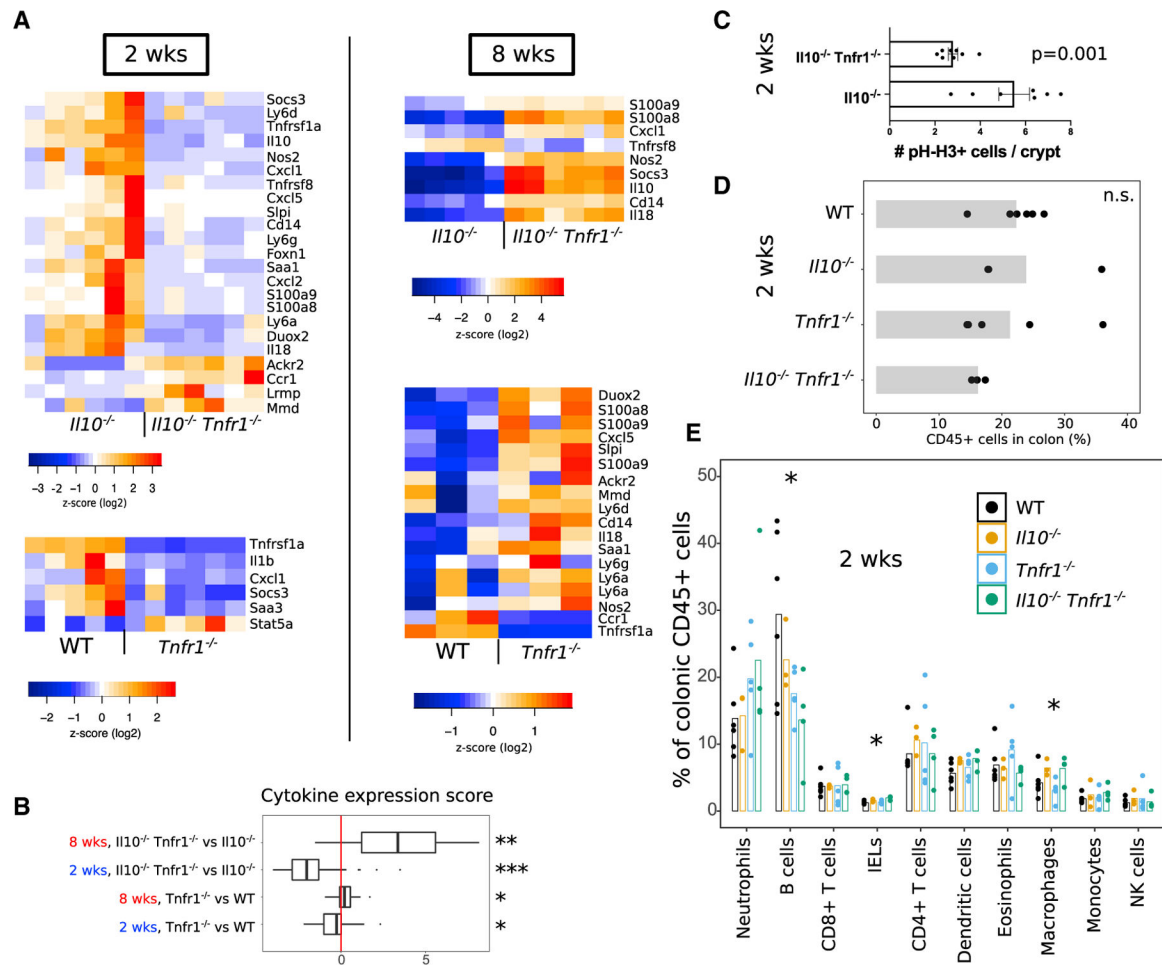 A
2 wks
Socs3
Ly6d
Tnfrsf1a
Il10
Nos2
Cxcl1
Tnfrsf8
Cxcl5
Slpi
Cd14
Ly6g
Foxn1
Saa1
Cxcl2
S100a9
S100a8
Ly6a
Duox2
Il18
Ackr2
Ccr1
Lrmp
Mmd
Il10-/- Il10-/- Tnfr1-/-
−3 −2 −1 0 1 2 3
z-score (log2)
Tnfrsf1a
Il1b
Cxcl1
Socs3
Saa3
Stat5a
WT Tnfr1-/-
−2 −1 0 1 2
z-score (log2)
8 wks
S100a9
S100a8
Cxcl1
Tnfrsf8
Nos2
Socs3
Il10
Cd14
Il18
Il10-/- Il10-/- Tnfr1-/-
−4 −2 0 2 4
z-score (log2)
Duox2
S100a8
S100a9
Cxcl5
Slpi
S100a9
Ackr2
Mmd
Ly6d
Cd14
Il18
Saa1
Ly6g
Ly6a
Ly6a
Nos2
Ccr1
Tnfrsf1a
WT Tnfr1-/-
−1 0 1
z-score (log2)
B
Cytokine expression score
8 wks, Il10-/- Tnfr1-/- vs Il10-/- **
2 wks, Il10-/- Tnfr1-/- vs Il10-/- ***
8 wks, Tnfr1-/- vs WT *
2 wks, Tnfr1-/- vs WT *
0 5
C
2 wks
Il10-/- Tnfr1-/-
p=0.001
Il10-/-
0 2 4 6 8
# pH-H3+ cells / crypt
D
2 wks
n.s.
WT
Il10-/-
Tnfr1-/-
Il10-/- Tnfr1-/-
0 10 20 30 40
CD45+ cells in colon (%)
E
% of colonic CD45+ cells
50
40
30
20
10
0
2 wks
*
*
*
WT
Il10-/-
Tnfr1-/-
Il10-/- Tnfr1-/-
Neutrophils
B cells
CD8+ T cells
IELs
CD4+ T cells
Dendritic cells
Eosinophils
Macrophages
Monocytes
NK cells